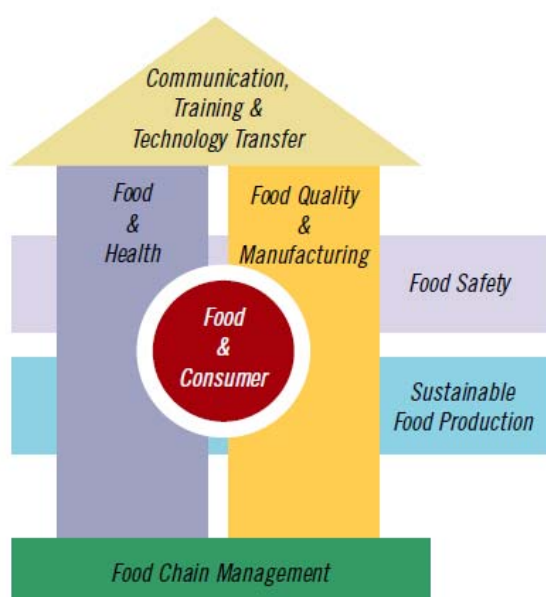 Communication,
Training &
Technology Transfer
Food
&
Health
Food Quality
&
Manufacturing
Food Safety
Food
&
Consumer
Sustainable
Food Production
Food Chain Management